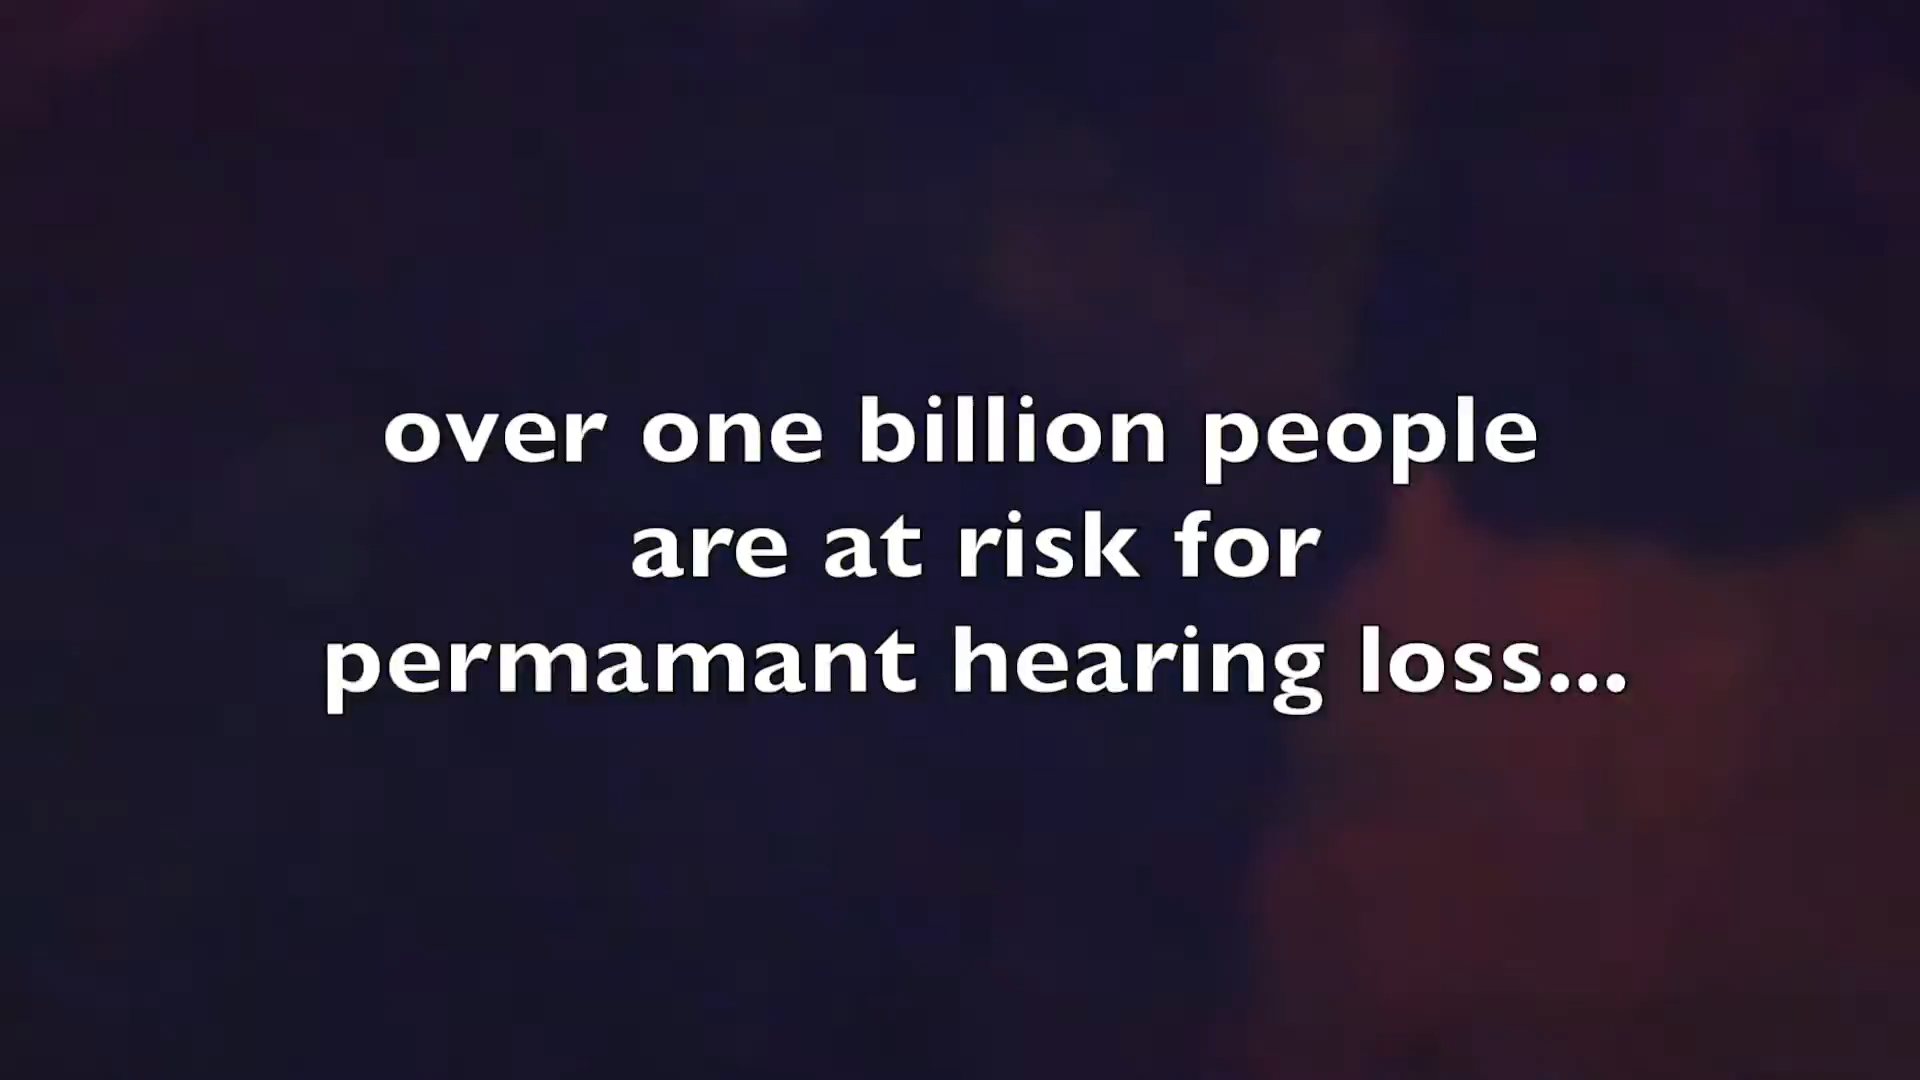 over one billion people
are at risk for
permamant hearing loss...